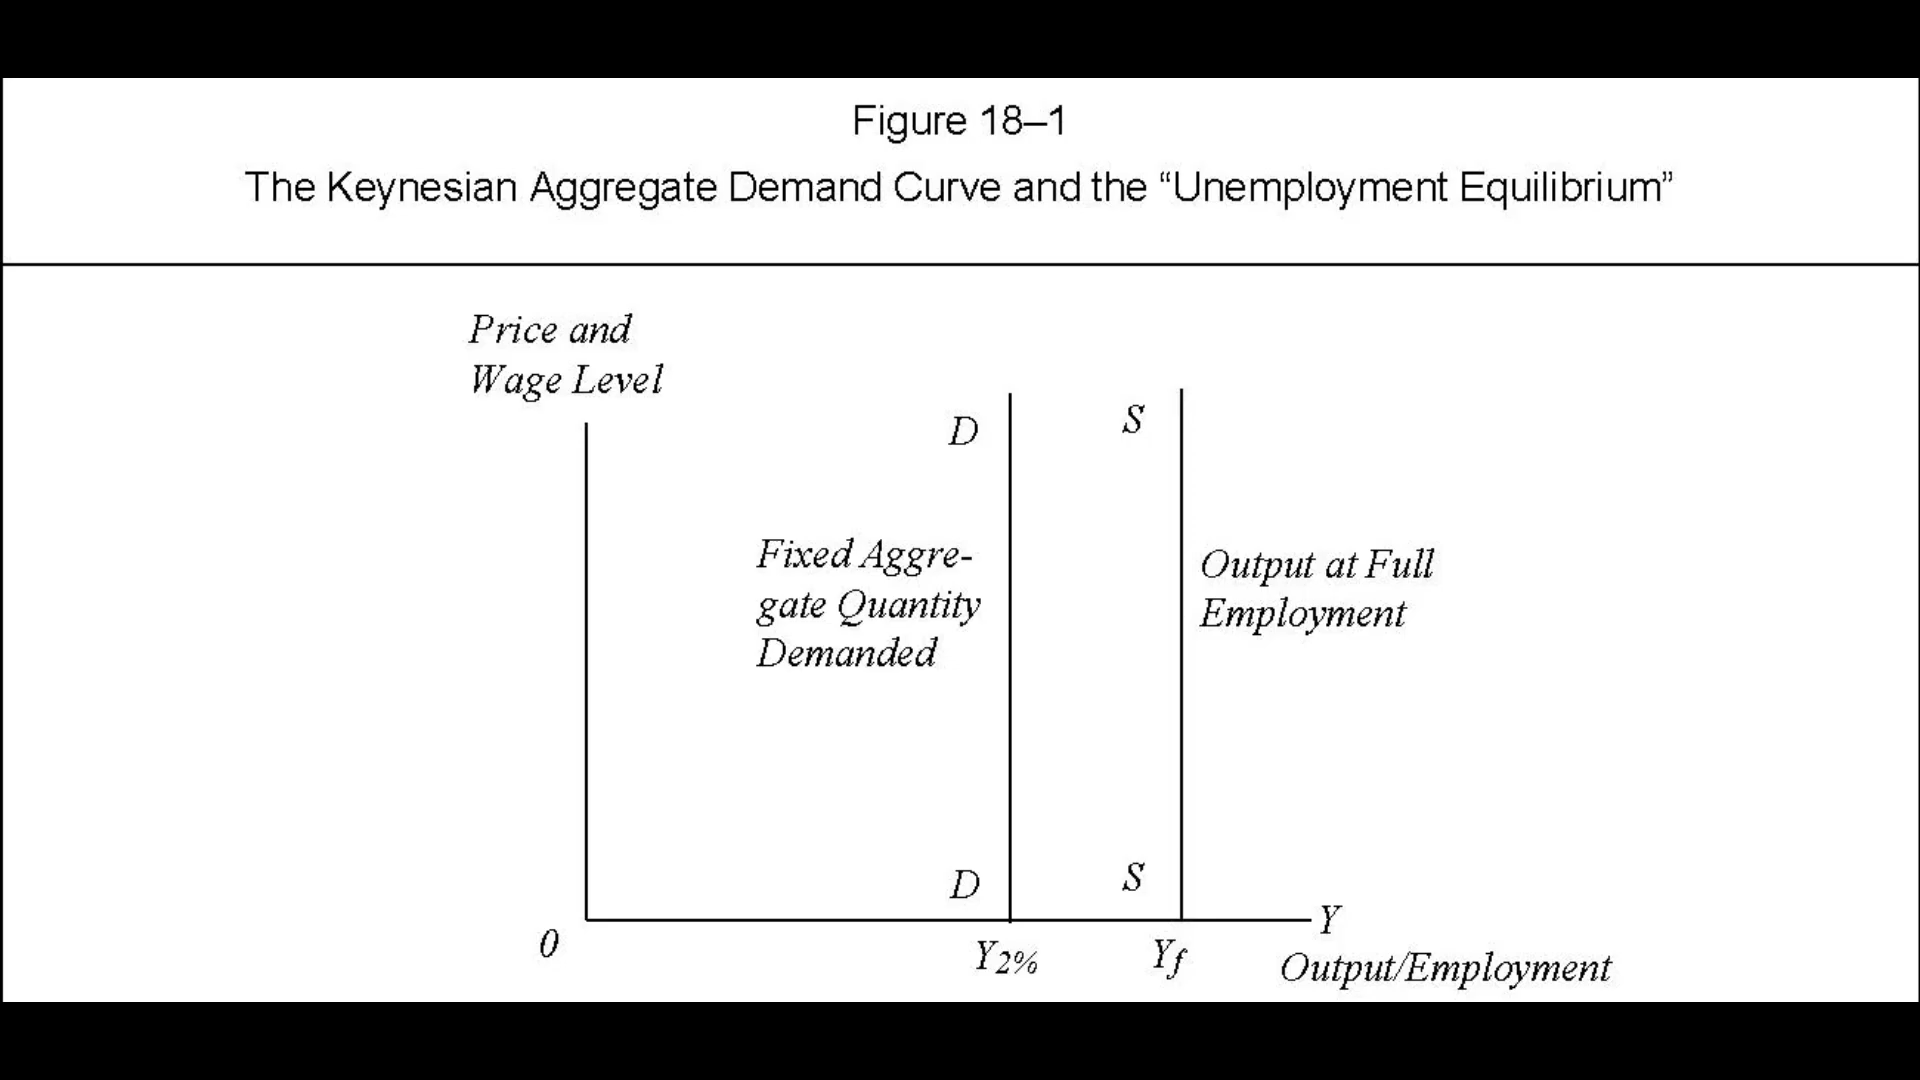 Figure 18–1
The Keynesian Aggregate Demand Curve and the “Unemployment Equilibrium”
Price and
Wage Level
D
S
Fixed Aggre-
gate Quantity
Demanded
Output at Full
Employment
D
S
0
Y2%
Yf
Y
Output/Employment